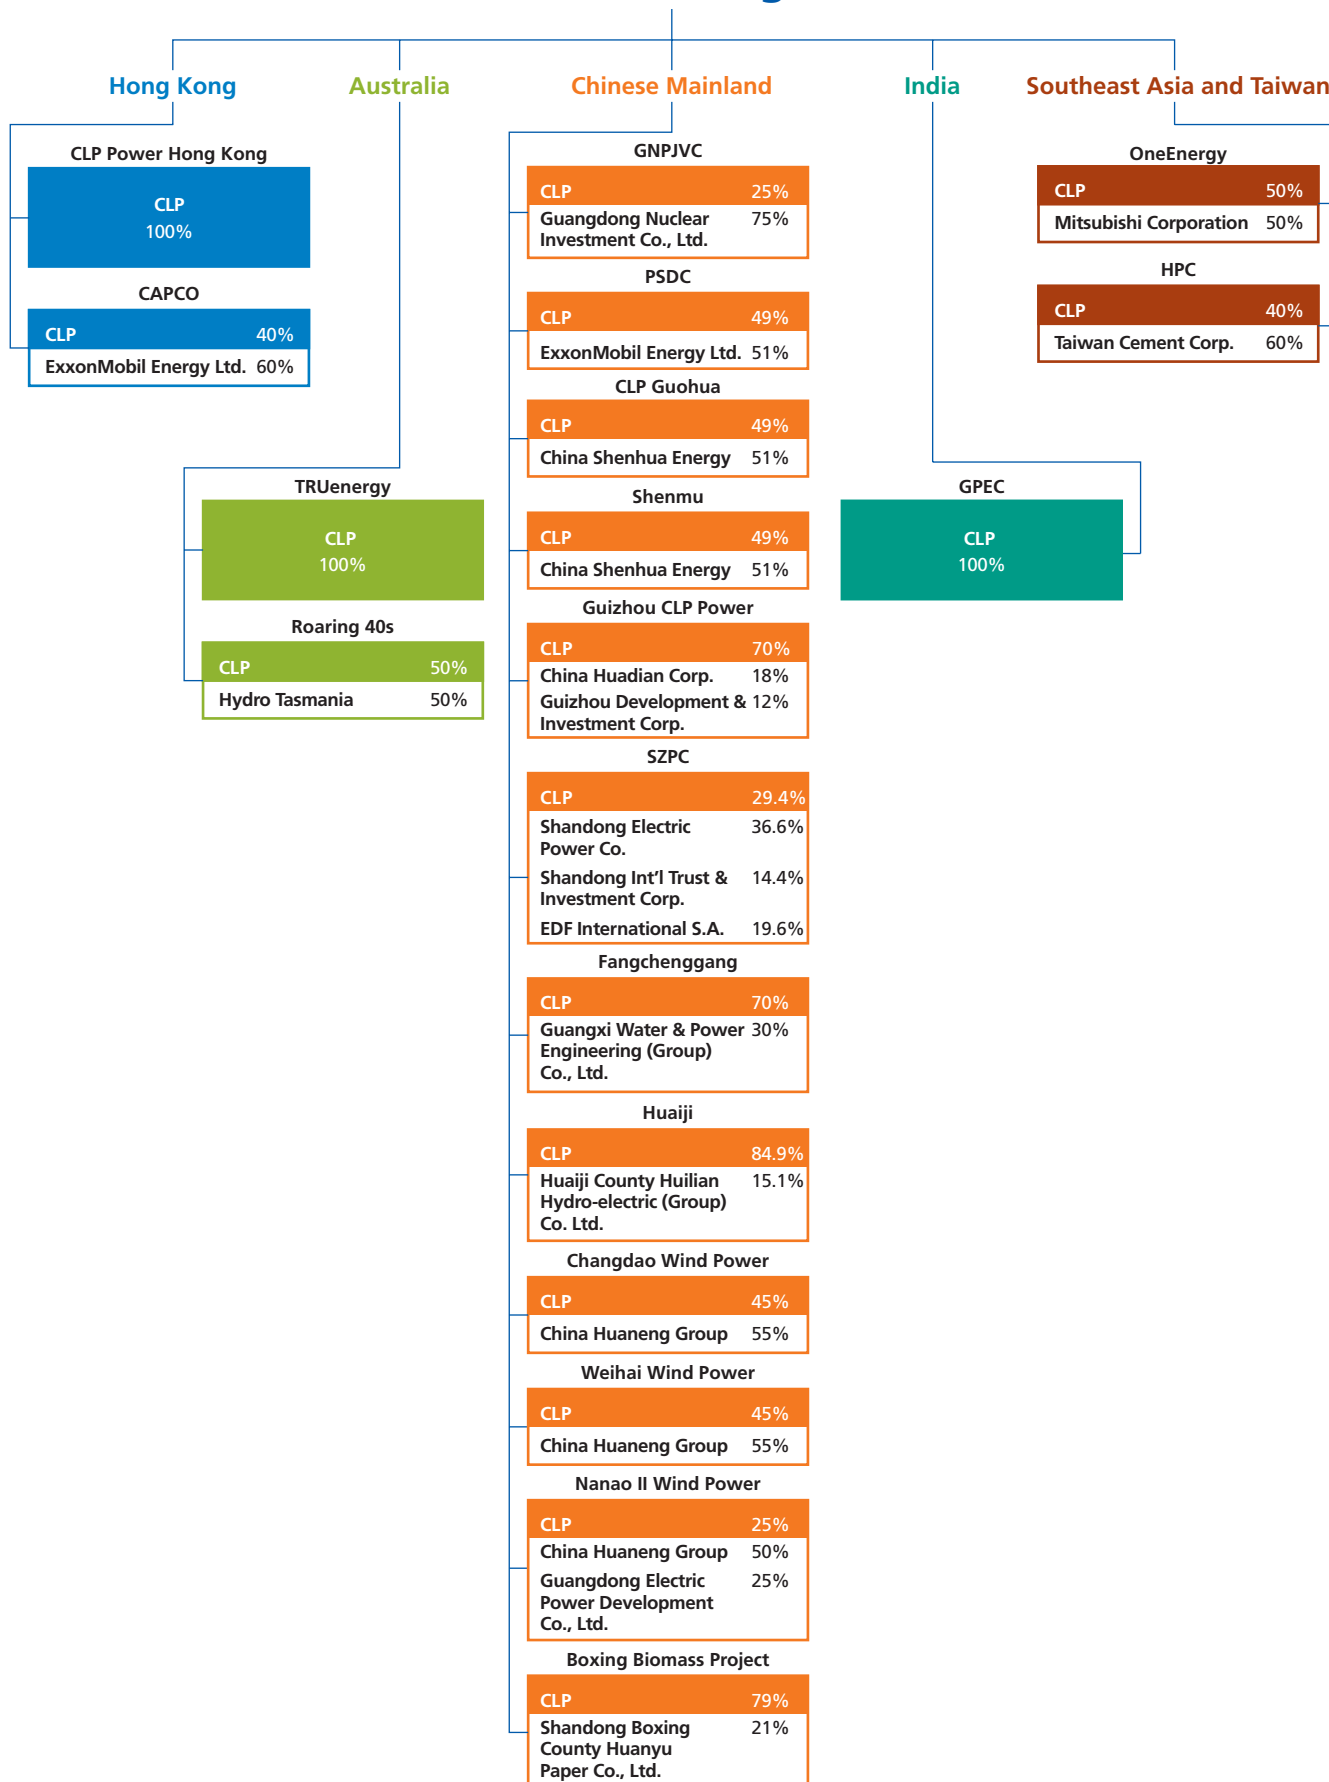 Hong Kong
Australia
Chinese Mainland
India
Southeast Asia and Taiwan
CLP Power Hong Kong
CLP
100%
CAPCO
CLP 40%
ExxonMobil Energy Ltd. 60%
TRUenergy
CLP
100%
Roaring 40s
CLP 50%
Hydro Tasmania 50%
GNPJVC
CLP 25%
Guangdong Nuclear 75%
Investment Co., Ltd.
PSDC
CLP 49%
ExxonMobil Energy Ltd. 51%
CLP Guohua
CLP 49%
China Shenhua Energy 51%
Shenmu
CLP 49%
China Shenhua Energy 51%
Guizhou CLP Power
CLP 70%
China Huadian Corp. 18%
Guizhou Development & 12%
Investment Corp.
SZPC
CLP 29.4%
Shandong Electric 36.6%
Power Co.
Shandong Int'l Trust & 14.4%
Investment Corp.
EDF International S.A. 19.6%
Fangchenggang
CLP 70%
Guangxi Water & Power 30%
Engineering (Group)
Co., Ltd.
Huaiji
CLP 84.9%
Huaiji County Huilian 15.1%
Hydro-electric (Group)
Co. Ltd.
Changdao Wind Power
CLP 45%
China Huaneng Group 55%
Weihai Wind Power
CLP 45%
China Huaneng Group 55%
Nanao II Wind Power
CLP 25%
China Huaneng Group 50%
Guangdong Electric 25%
Power Development
Co., Ltd.
Boxing Biomass Project
CLP 79%
Shandong Boxing 21%
County Huanyu
Paper Co., Ltd.
GPEC
CLP
100%
OneEnergy
CLP 50%
Mitsubishi Corporation 50%
HPC
CLP 40%
Taiwan Cement Corp. 60%